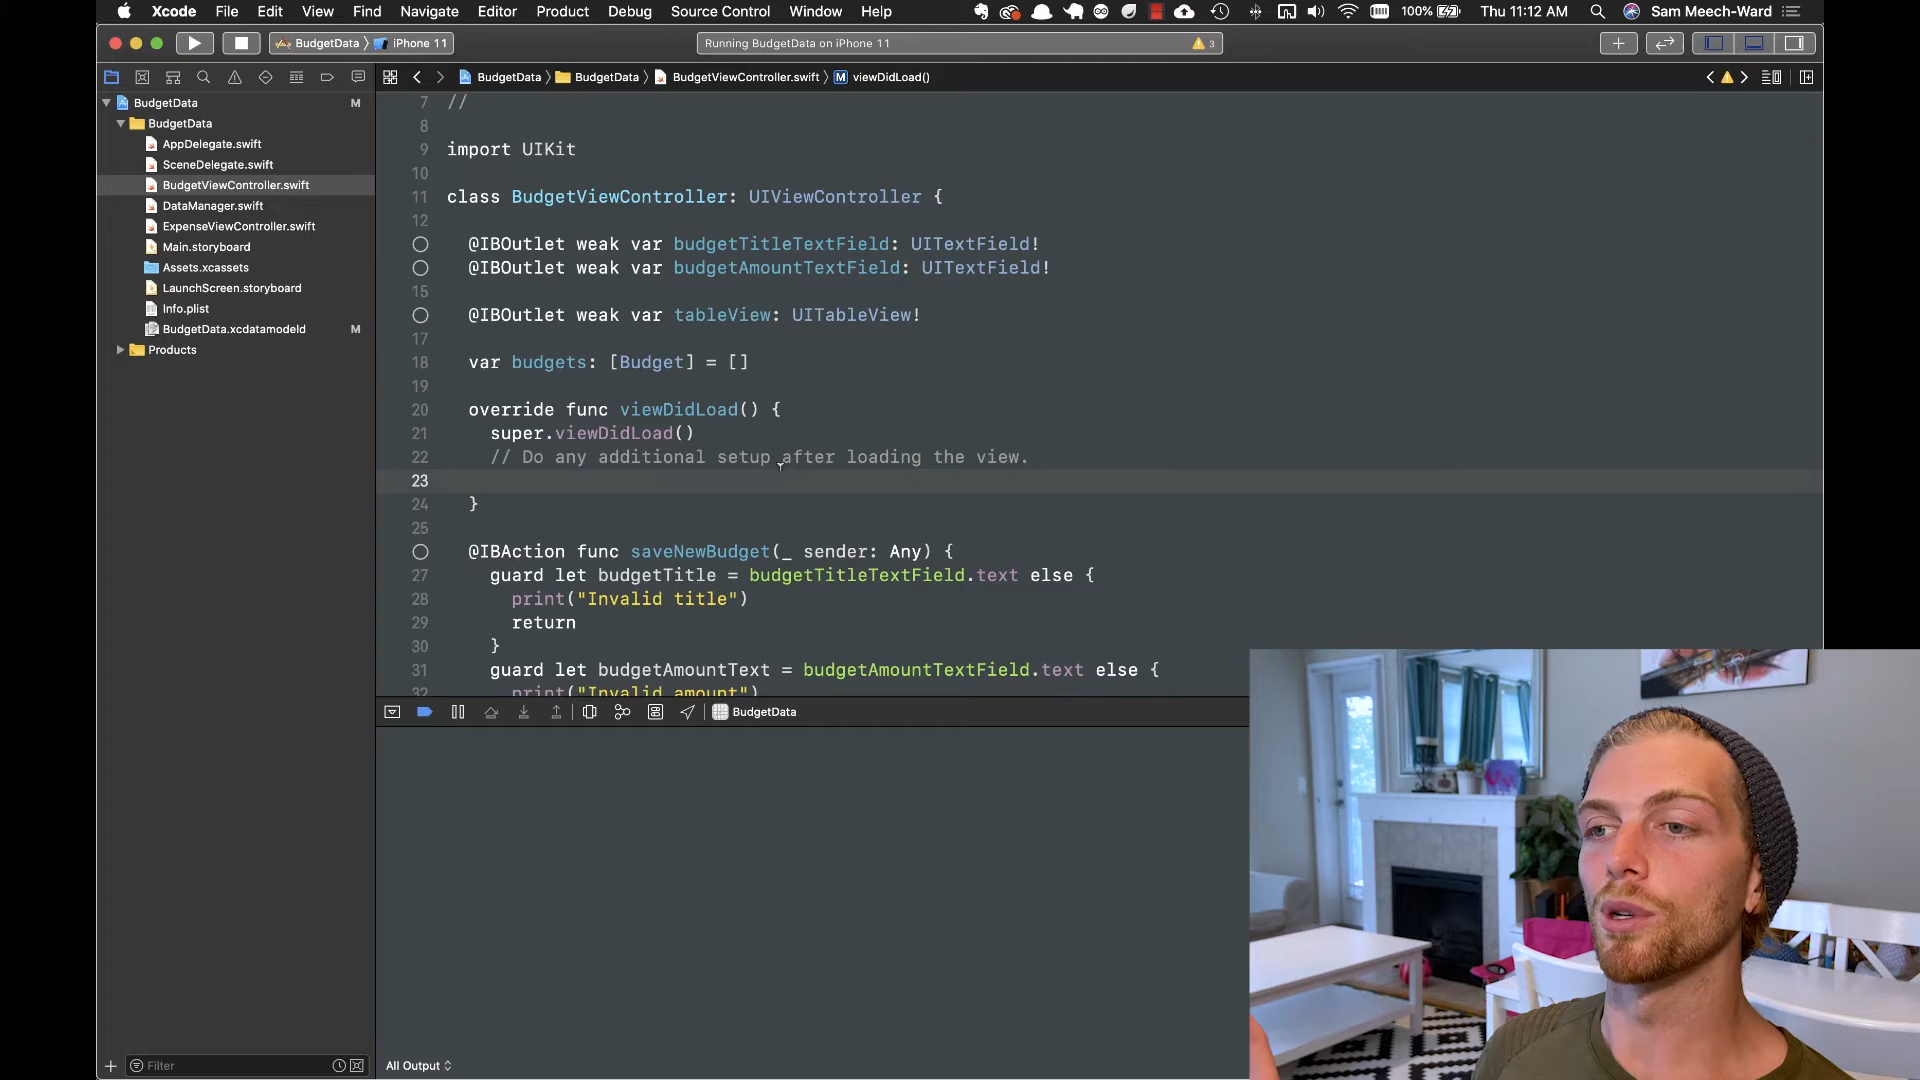 Xcode File Edit View Find Navigate Editor Product Debug Source Control Window Help 100% Thu 11:12 AM Sam Meech-Ward
BudgetData iPhone 11 Running BudgetData on iPhone 11 3
BudgetData BudgetData BudgetViewController.swift M viewDidLoad()
BudgetData M
BudgetData
AppDelegate.swift
SceneDelegate.swift
BudgetViewController.swift
DataManager.swift
ExpenseViewController.swift
Main.storyboard
Assets.xcassets
LaunchScreen.storyboard
Info.plist
BudgetData.xcdatamodeld M
Products
Filter
7 //
8
9 import UIKit
10
11 class BudgetViewController: UIViewController {
12
@IBOutlet weak var budgetTitleTextField: UITextField!
@IBOutlet weak var budgetAmountTextField: UITextField!
15
@IBOutlet weak var tableView: UITableView!
17
18 var budgets: [Budget] = []
19
20 override func viewDidLoad() {
21 super.viewDidLoad()
22 // Do any additional setup after loading the view.
23
24 }
25
@IBAction func saveNewBudget(_ sender: Any) {
27 guard let budgetTitle = budgetTitleTextField.text else {
28 print("Invalid title")
29 return
30 }
31 guard let budgetAmountText = budgetAmountTextField.text else {
32 print("Invalid amount")
BudgetData
All Output